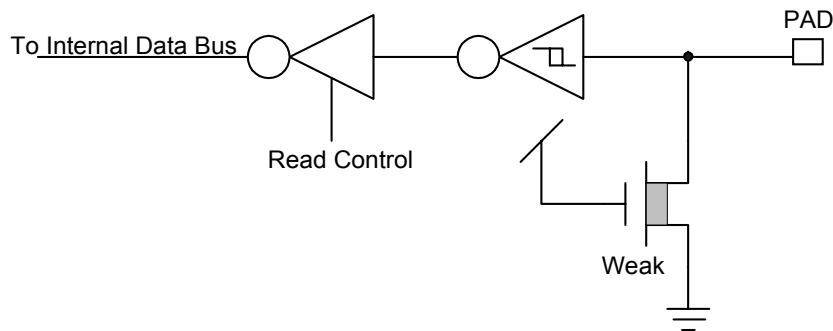 PAD
To Internal Data Bus
Read Control
Weak